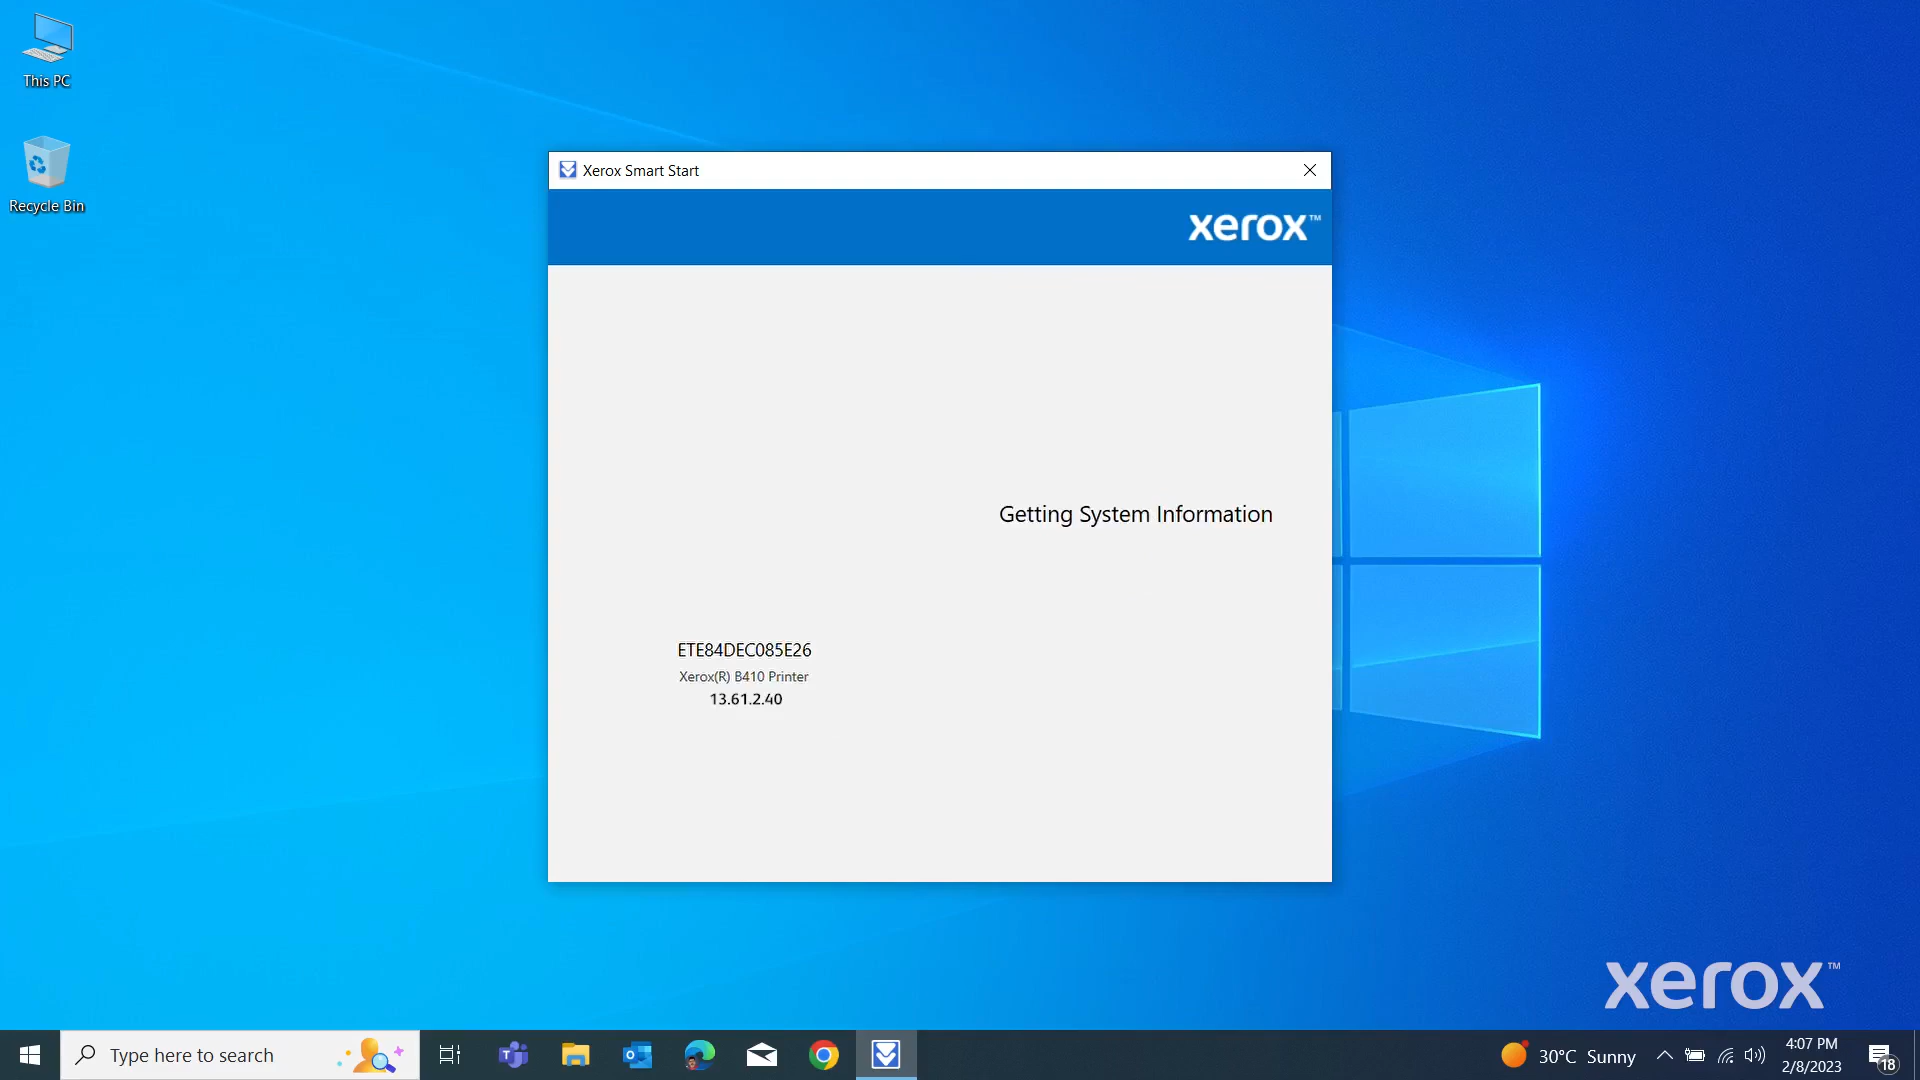 This PC
Recycle Bin
Xerox Smart Start
xerox™
Getting System Information
ETE84DEC085E26
Xerox(R) B410 Printer
13.61.2.40
xerox™
Type here to search
30°C Sunny
4:07 PM
2/8/2023
18